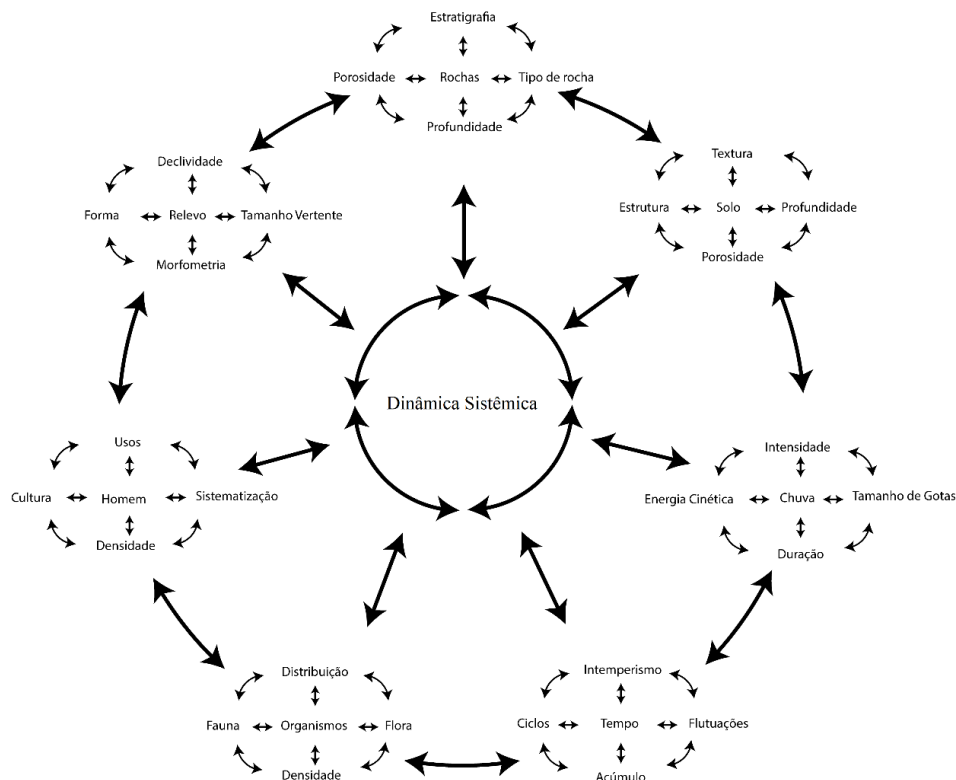 Estratigrafia
Porosidade Rochas Tipo de rocha
Profundidade
Declividade
Forma Relevo Tamanho Vertente
Morfometria
Textura
Estrutura Solo Profundidade
Porosidade
Dinâmica Sistêmica
Usos
Cultura Homem Sistematização
Densidade
Intensidade
Energia Cinética Chuva Tamanho de Gotas
Duração
Distribuição
Fauna Organismos Flora
Densidade
Intemperismo
Ciclos Tempo Flutuações
Acúmulo